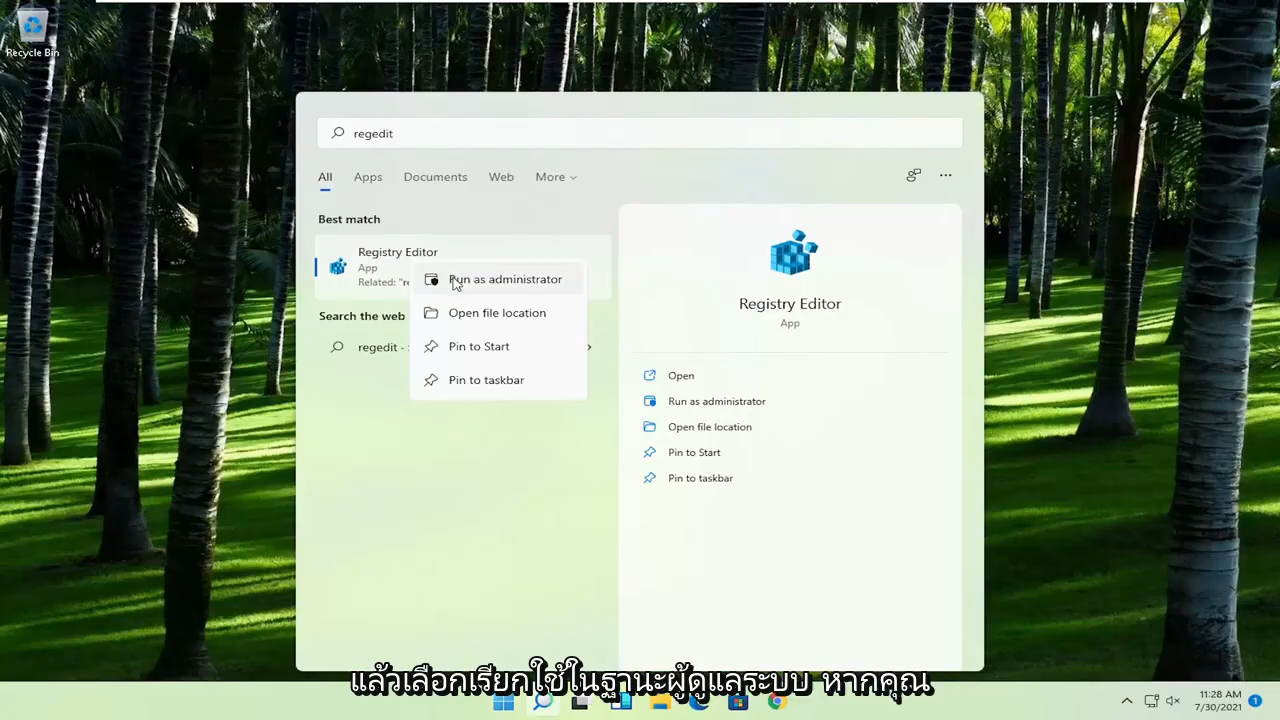 Recycle Bin
regedit
All
Apps
Documents
Web
More
Best match
Registry Editor
App
Related: "re
Run as administrator
Open file location
Search the web
regedit -
Pin to Start
Pin to taskbar
Registry Editor
App
Open
Run as administrator
Open file location
Pin to Start
Pin to taskbar
แล้วเลือกเรียกใช้ในฐานะผู้ดูแลระบบ หากคุณ
11:28 AM
7/30/2021
1